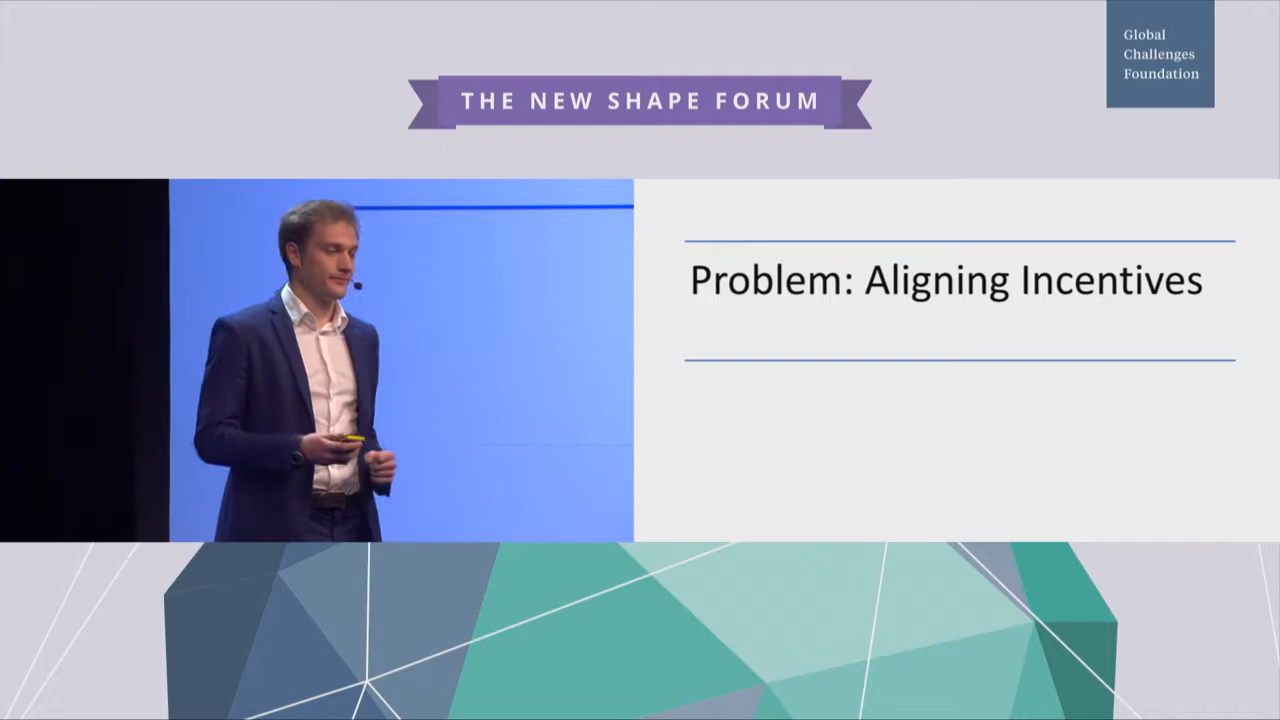 Global
Challenges
Foundation
THE NEW SHAPE FORUM
Problem: Aligning Incentives